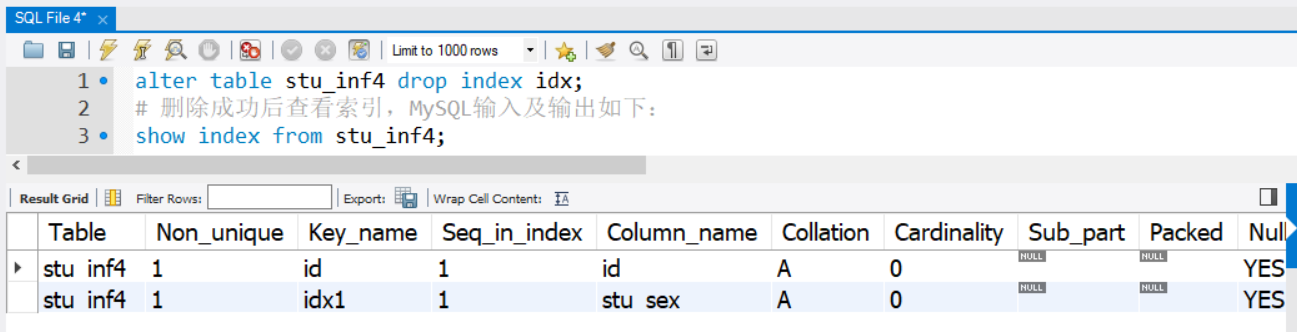 SQL File 4*
Limit to 1000 rows
1 alter table stu_inf4 drop index idx;
2 # 删除成功后查看索引，MySQL输入及输出如下：
3 show index from stu_inf4;
Result Grid Filter Rows: Export: Wrap Cell Content: IA
Table Non_unique Key_name Seq_in_index Column_name Collation Cardinality Sub_part Packed Null
stu_inf4 1 id 1 id A 0 NULL NULL YES
stu_inf4 1 idx1 1 stu_sex A 0 NULL NULL YES